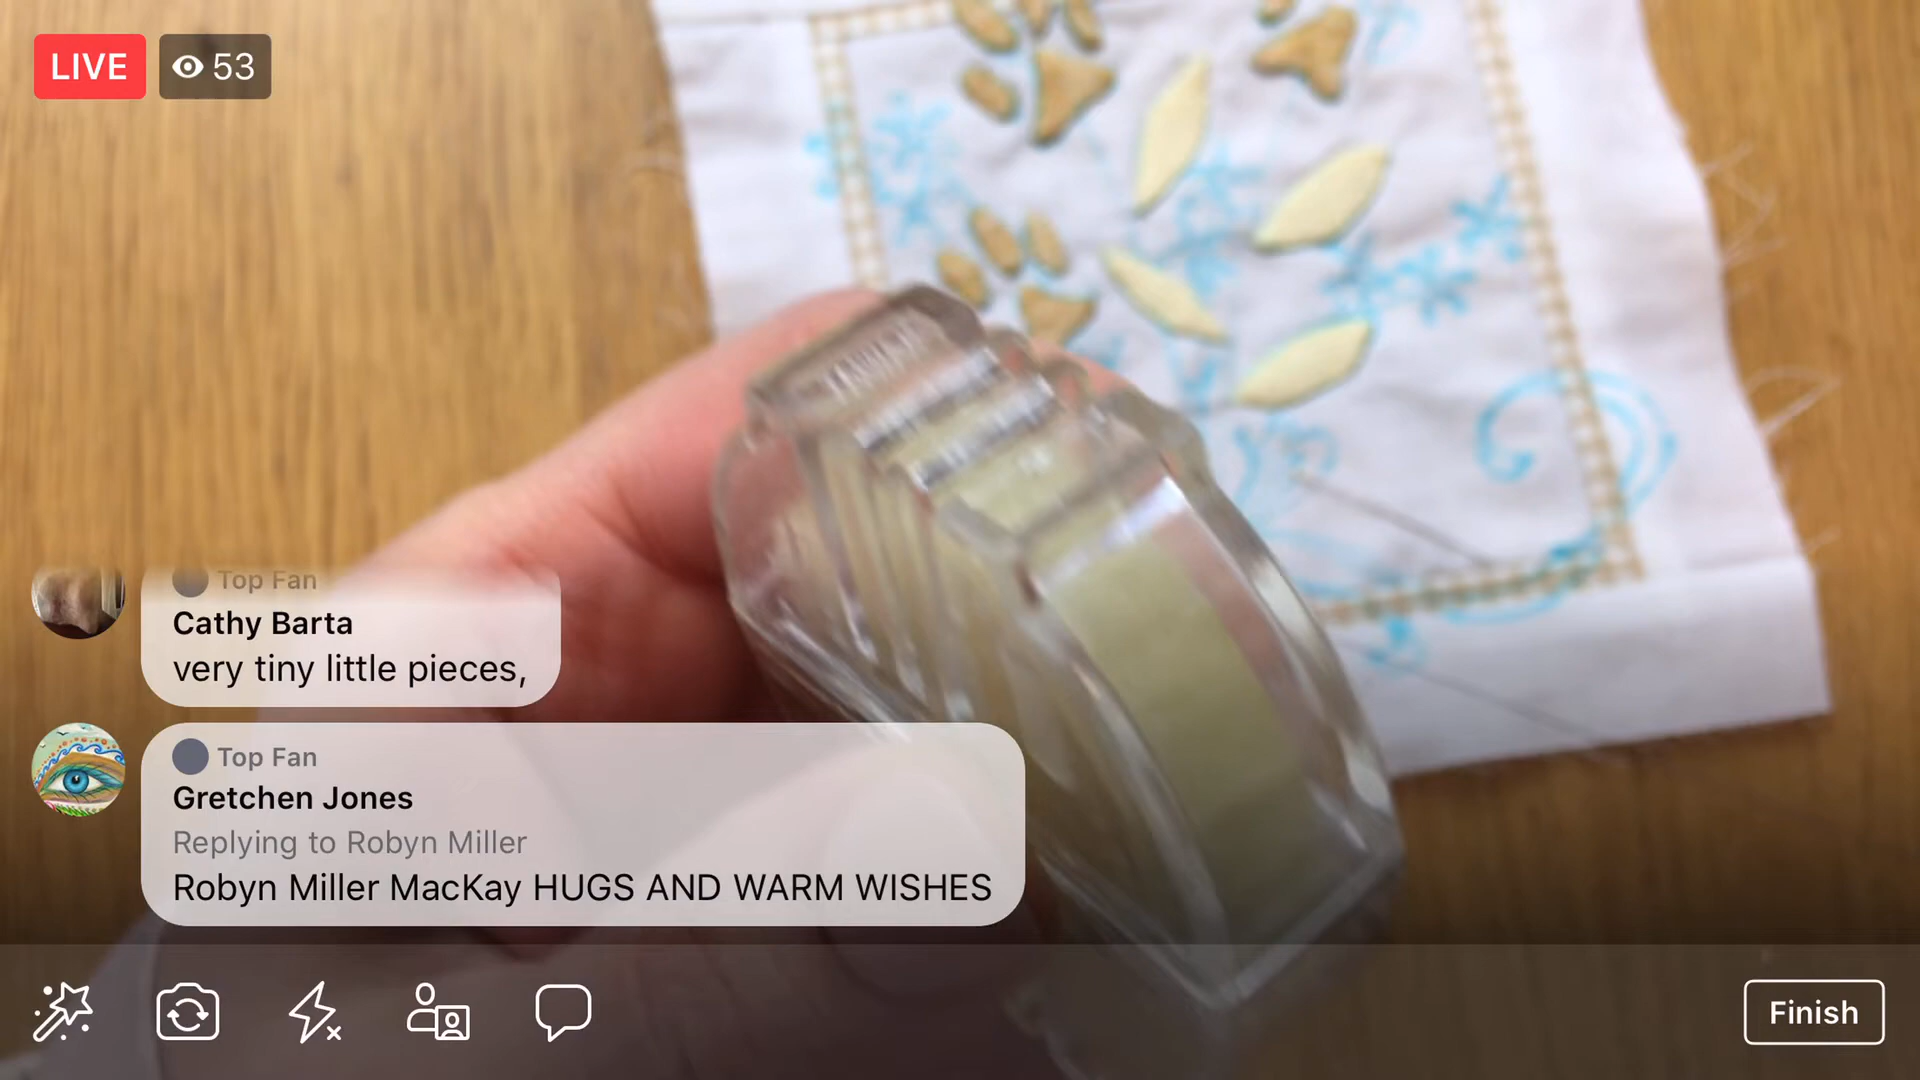 LIVE
53
Top Fan
Cathy Barta
very tiny little pieces,
Top Fan
Gretchen Jones
Replying to Robyn Miller
Robyn Miller MacKay HUGS AND WARM WISHES
Finish